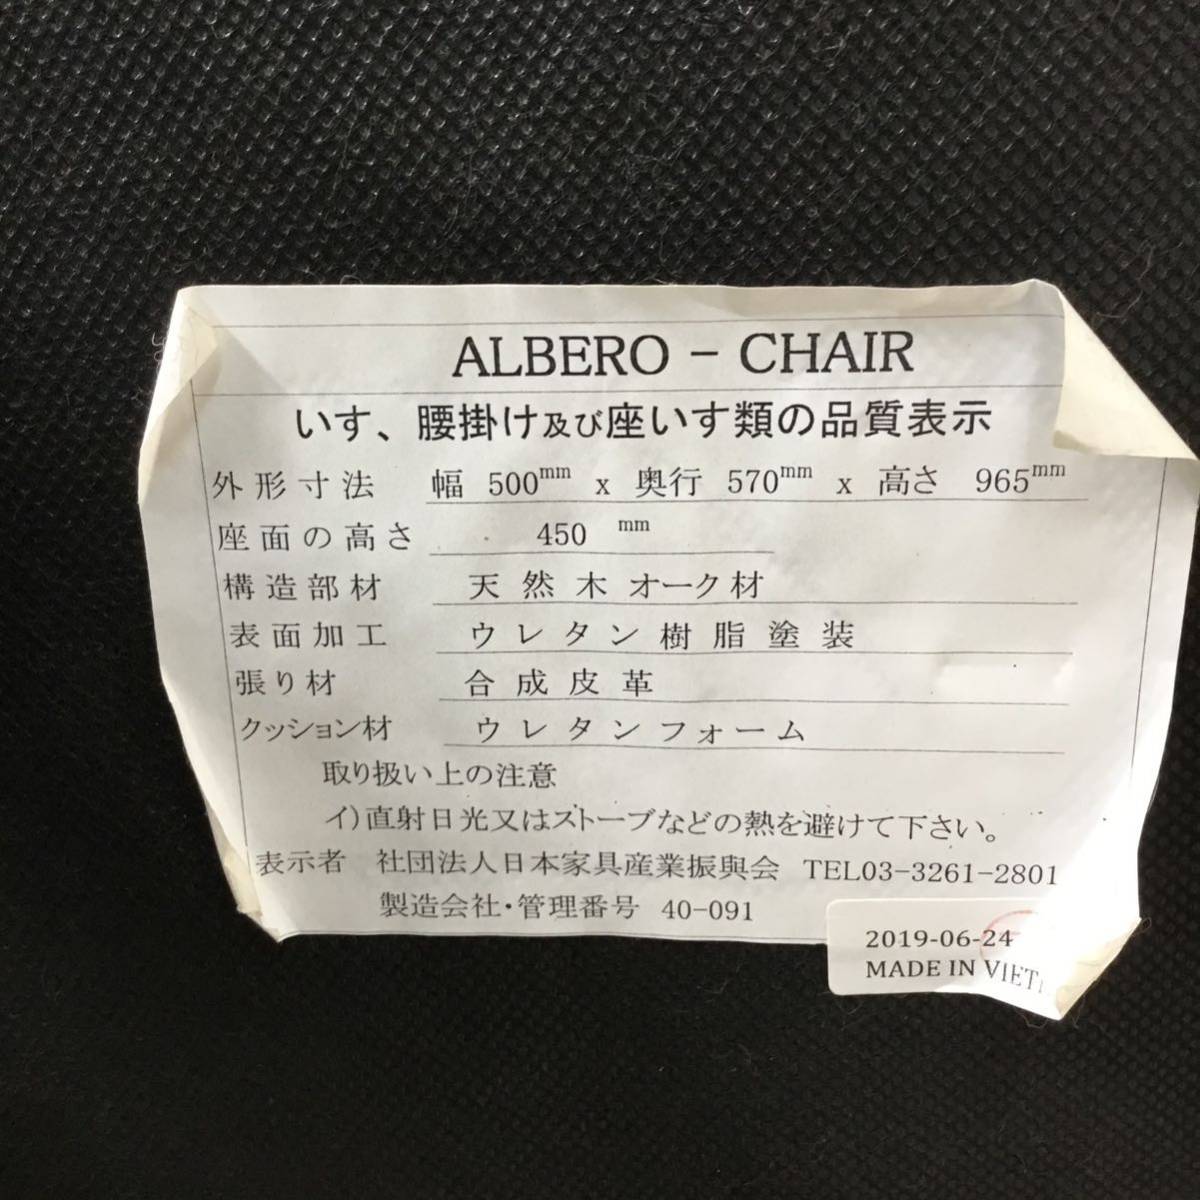 ALBERO - CHAIR
いす、腰掛け及び座いす類の品質表示
外形寸法 幅 500mm x 奥行 570mm x 高さ 965mm
座面の高さ 450 mm
構造部材 天然木 オーク材
表面加工 ウレタン樹脂塗装
張り材 合成皮革
クッション材 ウレタンフォーム
取り扱い上の注意
イ)直射日光又はストーブなどの熱を避けて下さい。
表示者 社団法人日本家具産業振興会 TEL03-3261-2801
製造会社・管理番号 40-091
2019-06-24
MADE IN VIET